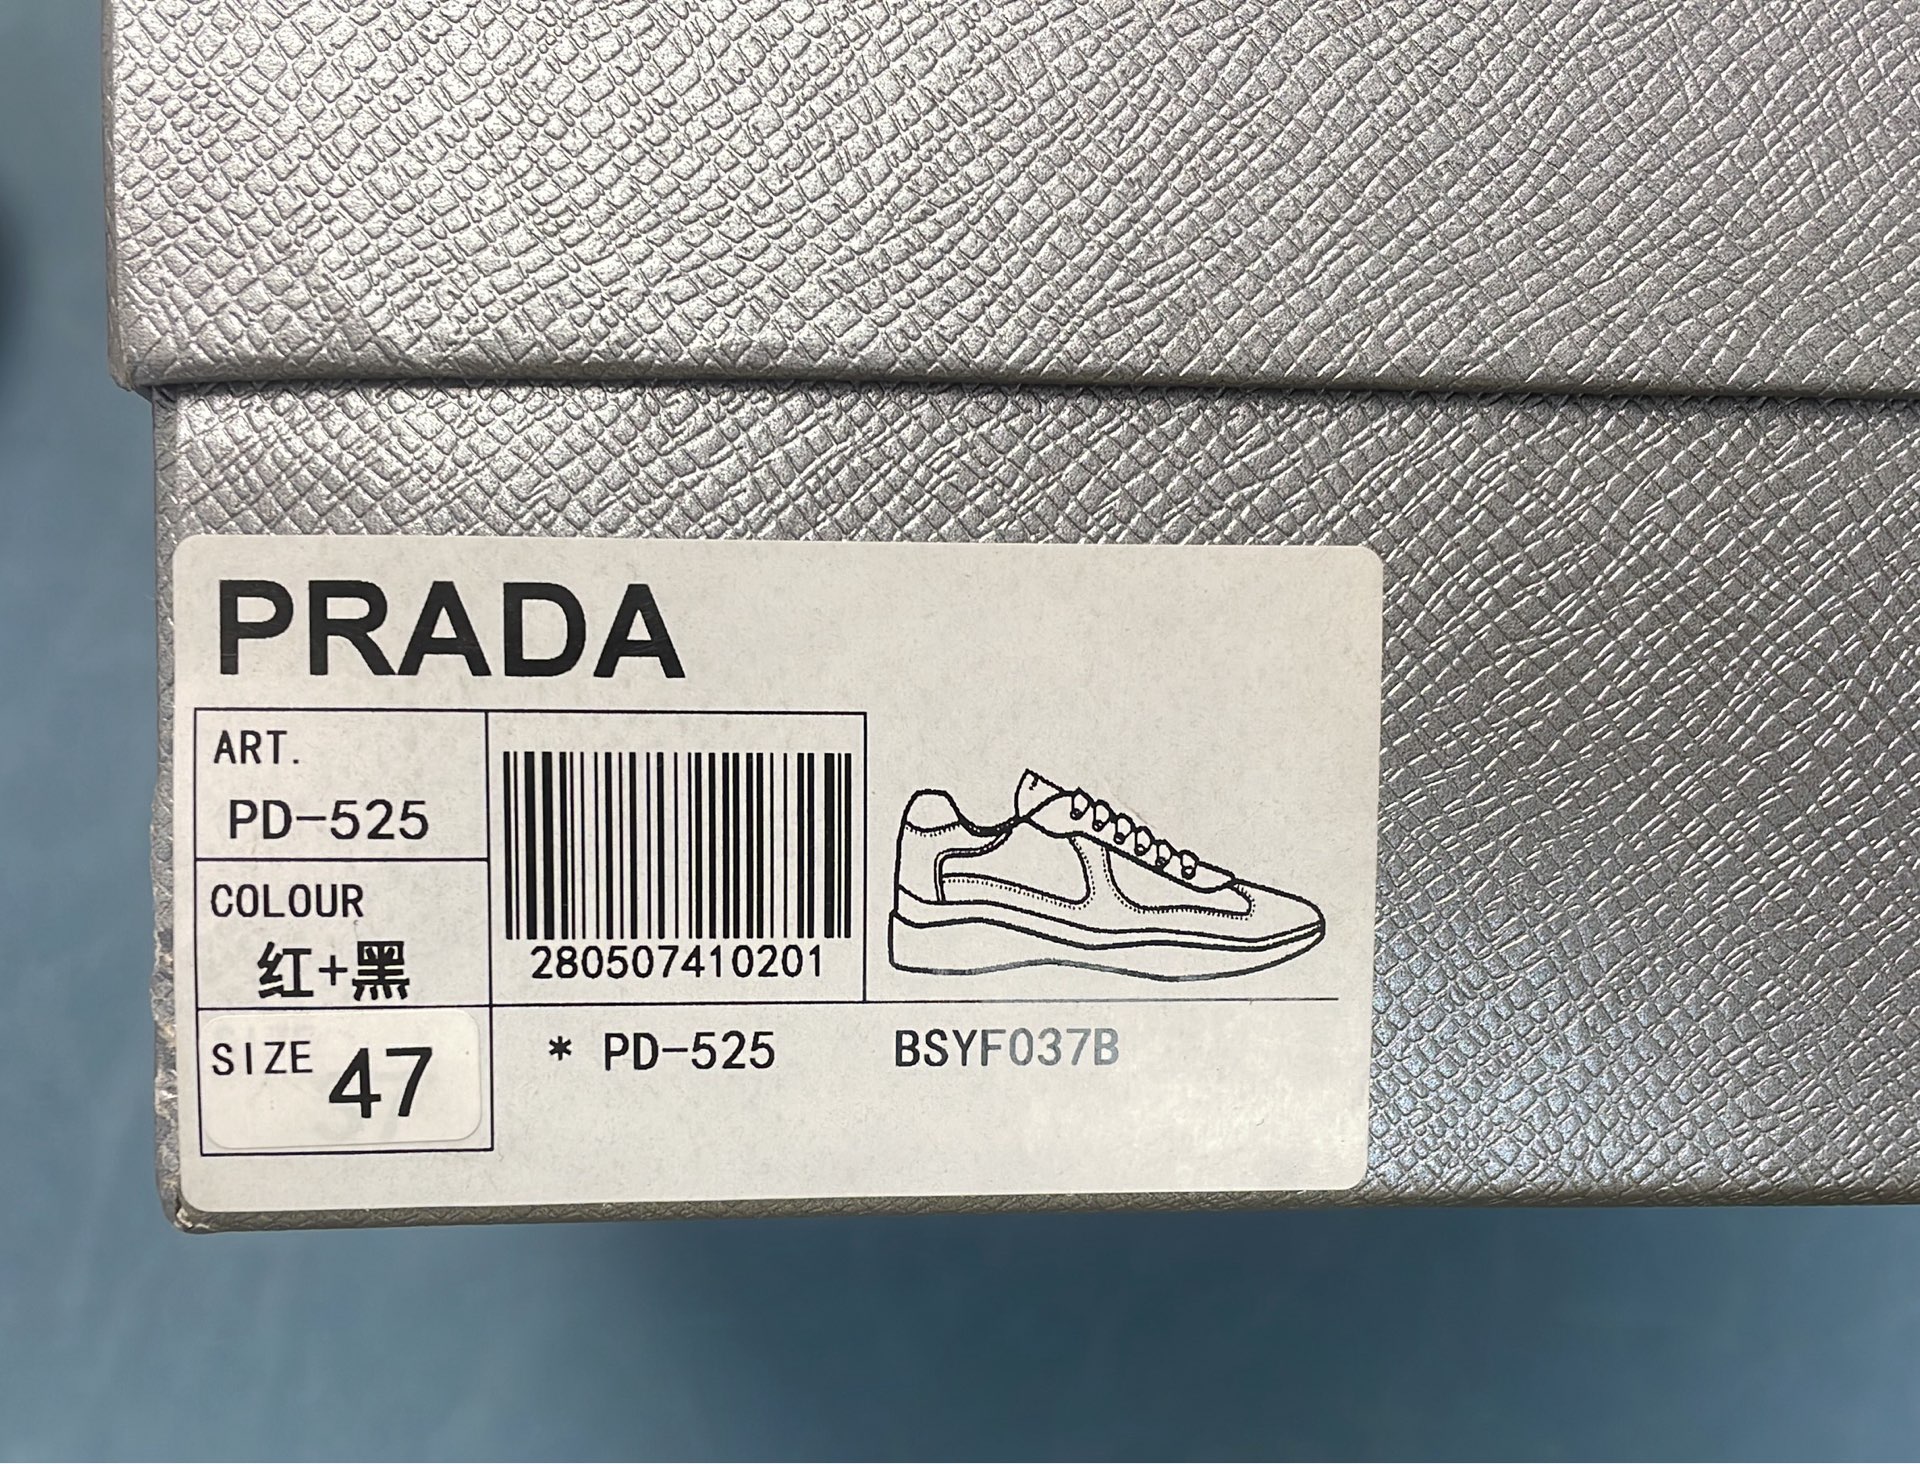 PRADA
ART.
PD-525
COLOUR
红+黑
280507410201
SIZE 47
* PD-525 BSYF037B